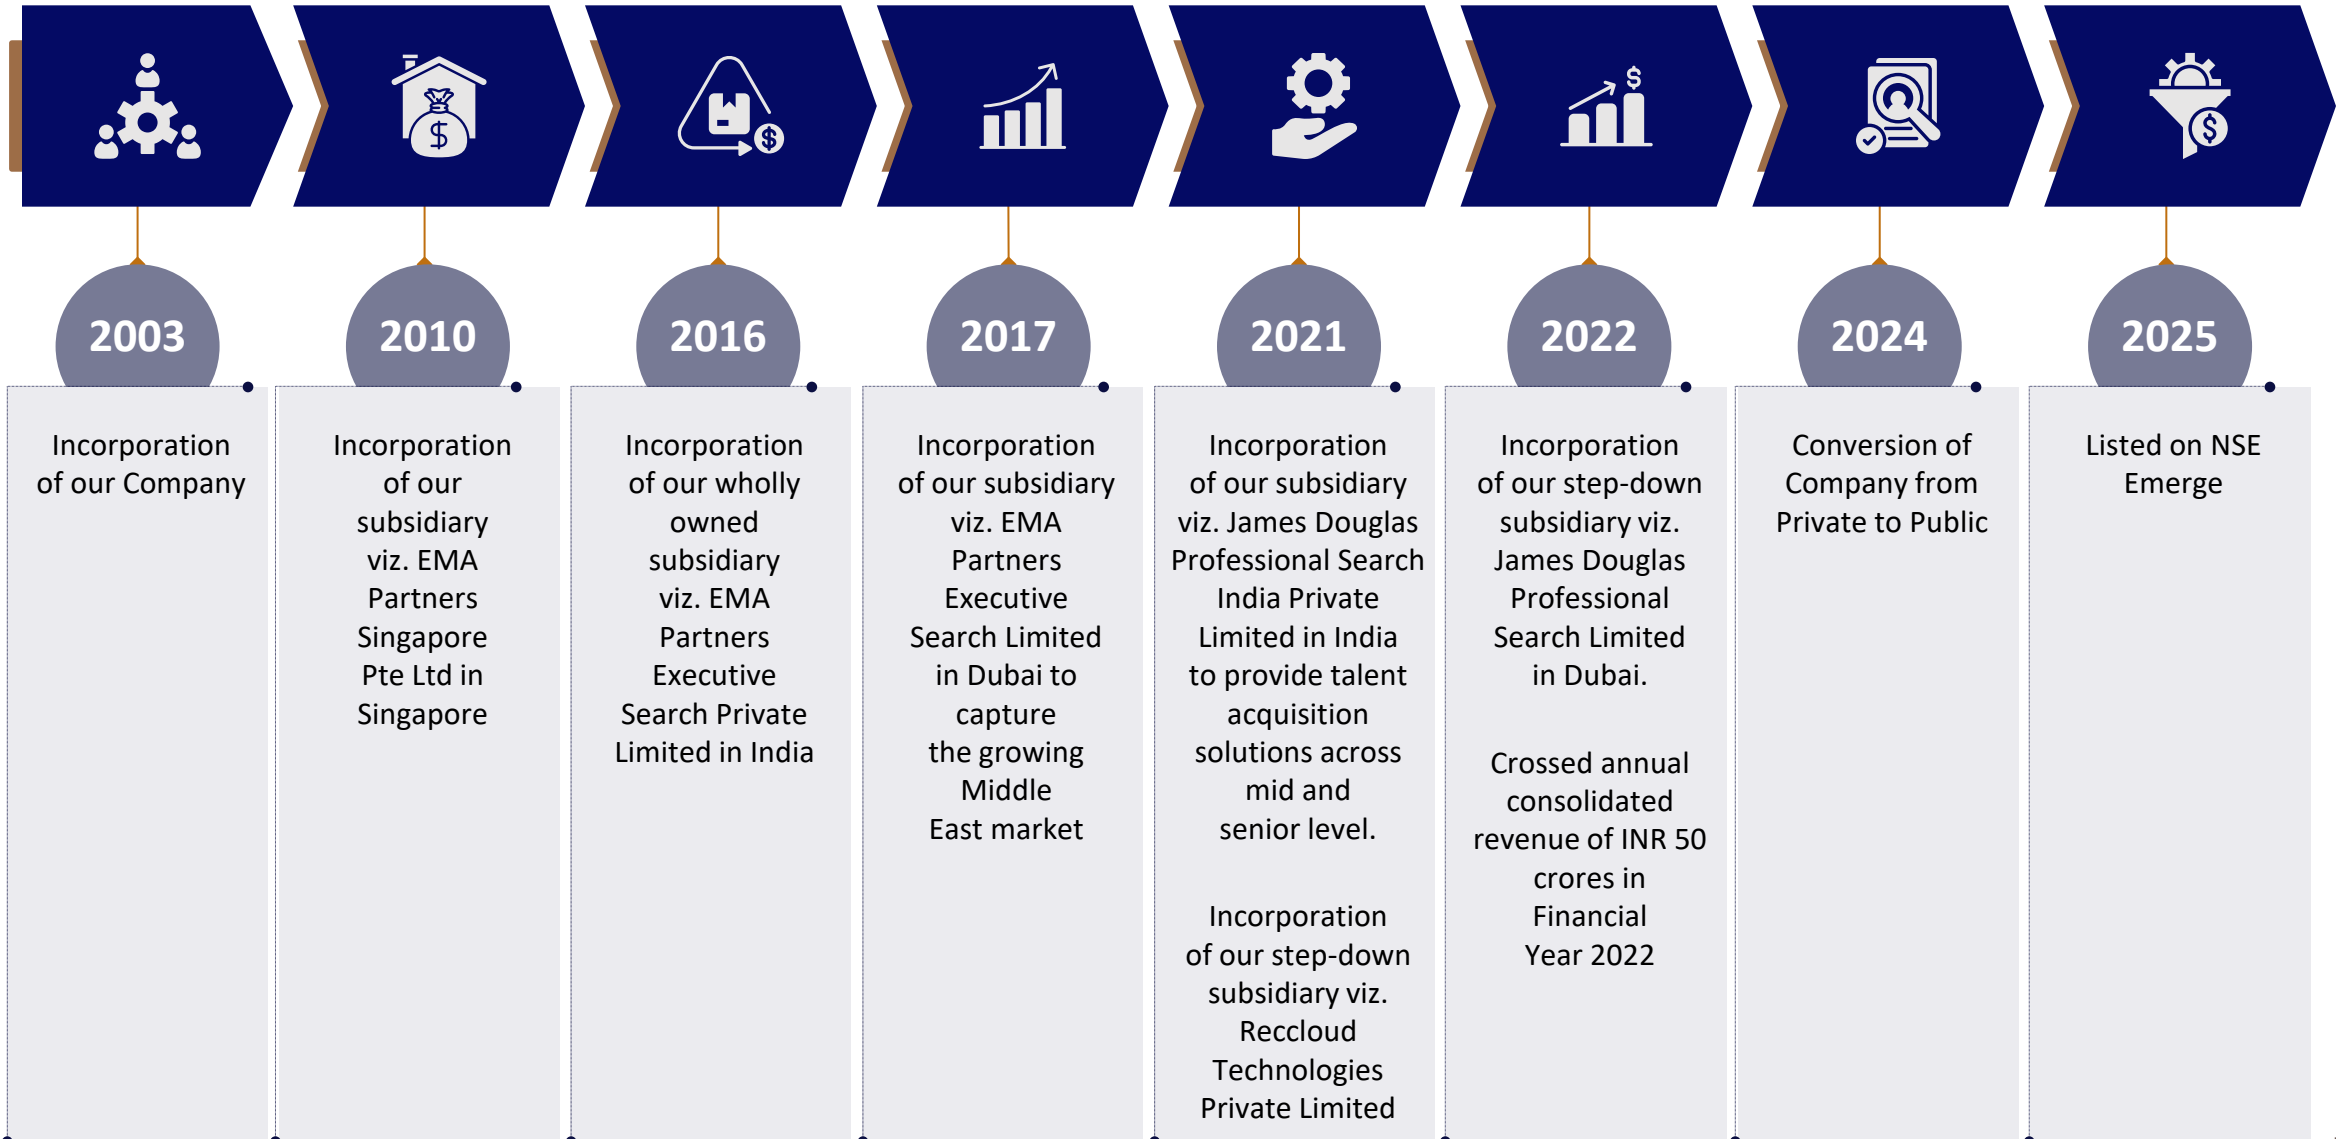 2003
Incorporation
of our Company
2010
Incorporation
of our
subsidiary
viz. EMA
Partners
Singapore
Pte Ltd in
Singapore
2016
Incorporation
of our wholly
owned
subsidiary
viz. EMA
Partners
Executive
Search Private
Limited in India
2017
Incorporation
of our subsidiary
viz. EMA
Partners
Executive
Search Limited
in Dubai to
capture
the growing
Middle
East market
2021
Incorporation
of our subsidiary
viz. James Douglas
Professional Search
India Private
Limited in India
to provide talent
acquisition
solutions across
mid and
senior level.
Incorporation
of our step-down
subsidiary viz.
Reccloud
Technologies
Private Limited
2022
Incorporation
of our step-down
subsidiary viz.
James Douglas
Professional
Search Limited
in Dubai.
Crossed annual
consolidated
revenue of INR 50
crores in
Financial
Year 2022
2024
Conversion of
Company from
Private to Public
2025
Listed on NSE
Emerge